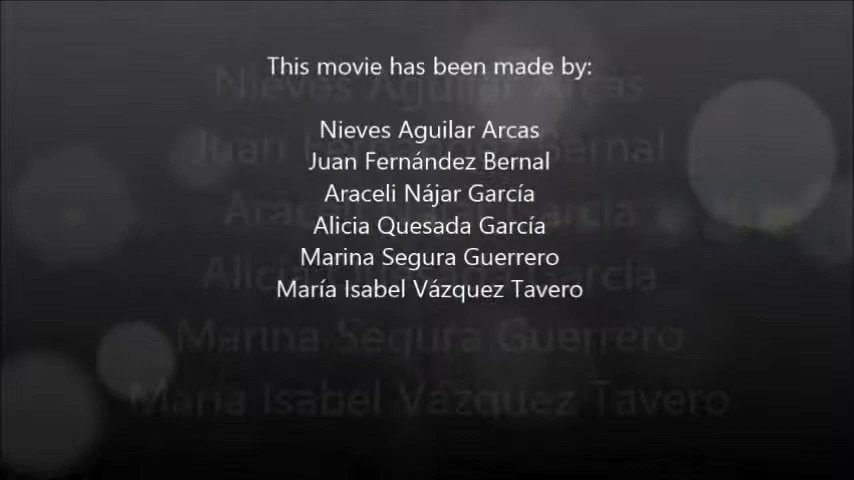 This movie has been made by:
Nieves Aguilar Arcas
Juan Fernández Bernal
Araceli Nájar García
Alicia Quesada García
Marina Segura Guerrero
María Isabel Vázquez Tavero